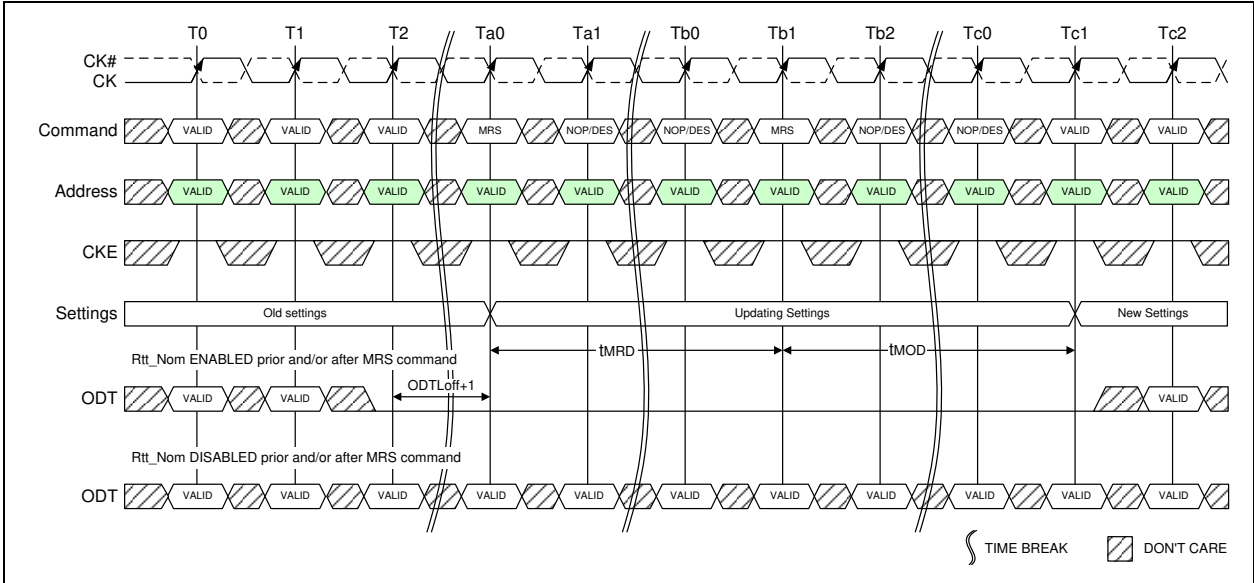 T0 T1 T2 Ta0 Ta1 Tb0 Tb1 Tb2 Tc0 Tc1 Tc2
CK#
CK
Command VALID VALID VALID MRS NOP/DES NOP/DES MRS NOP/DES NOP/DES VALID VALID
Address VALID VALID VALID VALID VALID VALID VALID VALID VALID VALID VALID
CKE
Settings Old settings Updating Settings New Settings
tMRD tMOD
Rtt_Nom ENABLED prior and/or after MRS command
ODTLoff+1
ODT VALID VALID VALID
Rtt_Nom DISABLED prior and/or after MRS command
ODT VALID VALID VALID VALID VALID VALID VALID VALID VALID VALID VALID
TIME BREAK DON'T CARE